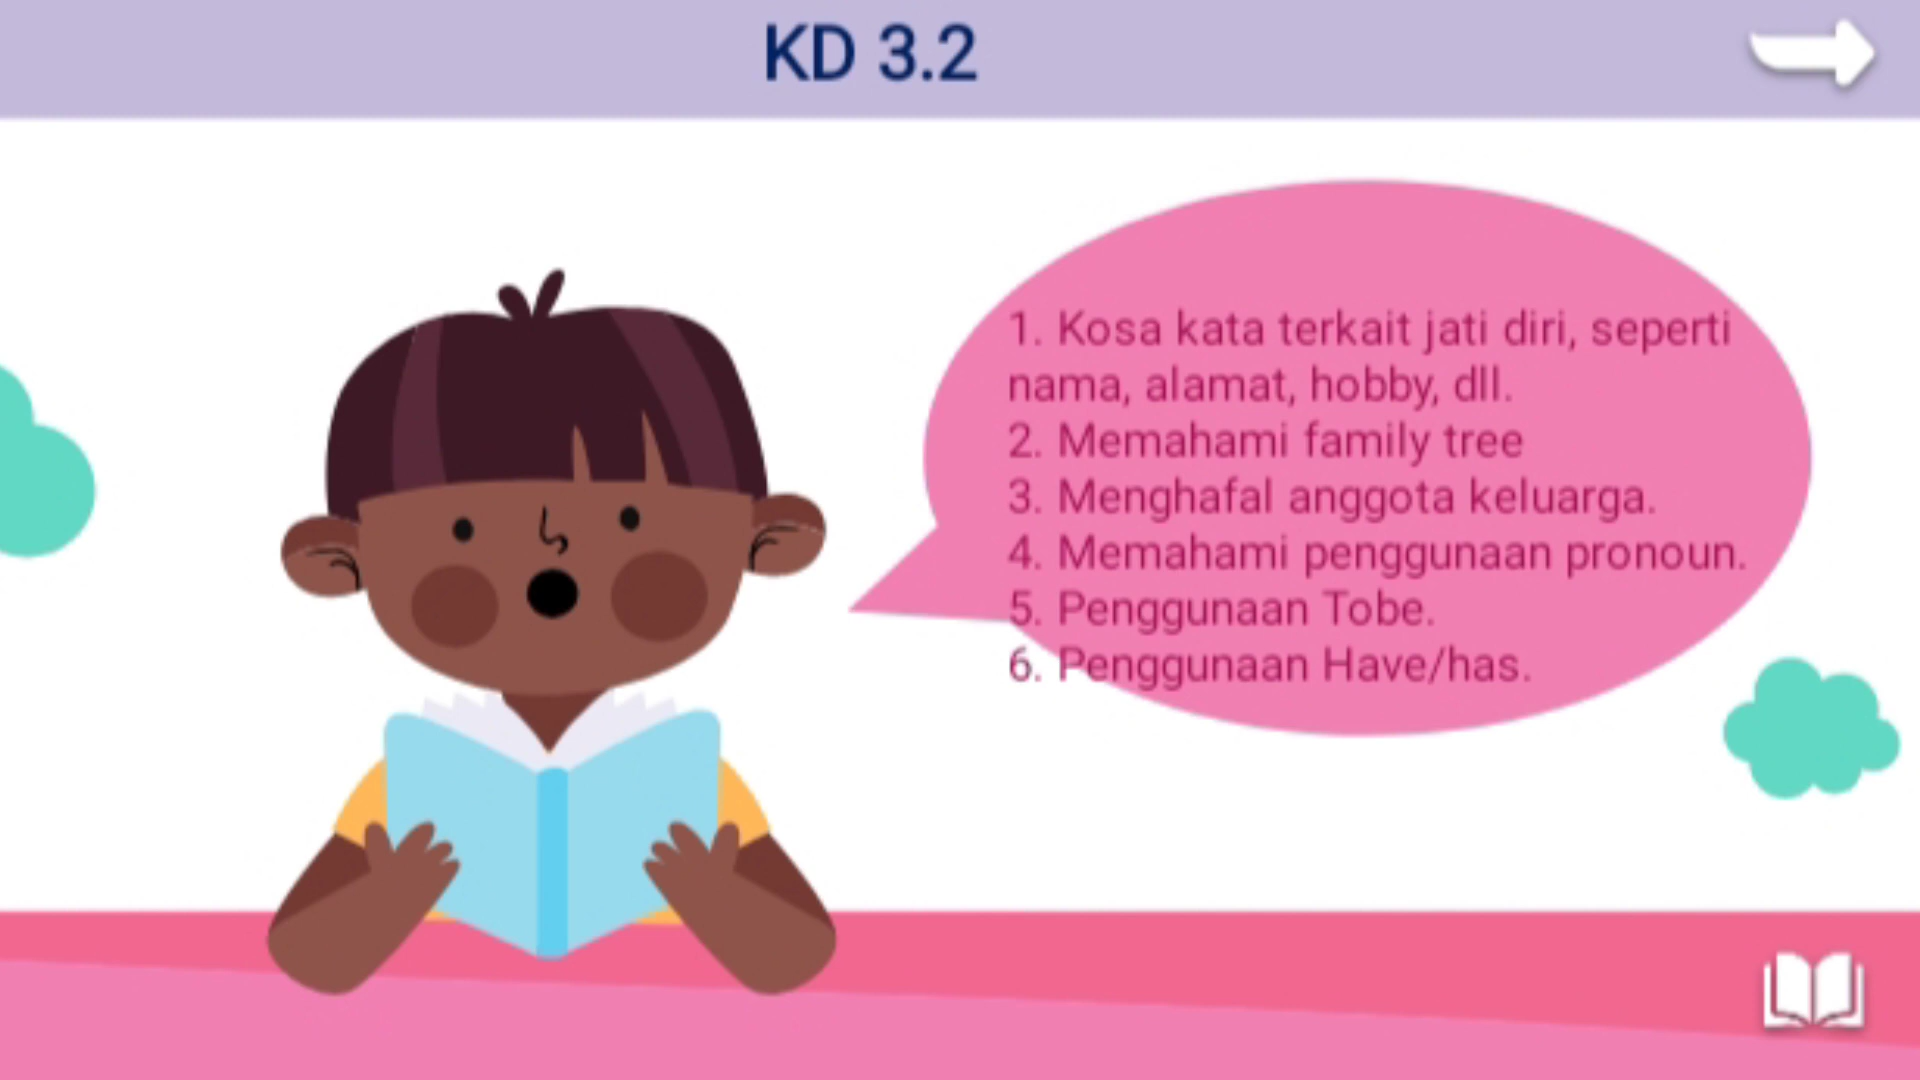 KD 3.2
1. Kosa kata terkait jati diri, seperti
nama, alamat, hobby, dll.
2. Memahami family tree
3. Menghafal anggota keluarga.
4. Memahami penggunaan pronoun.
5. Penggunaan Tobe.
6. Penggunaan Have/has.